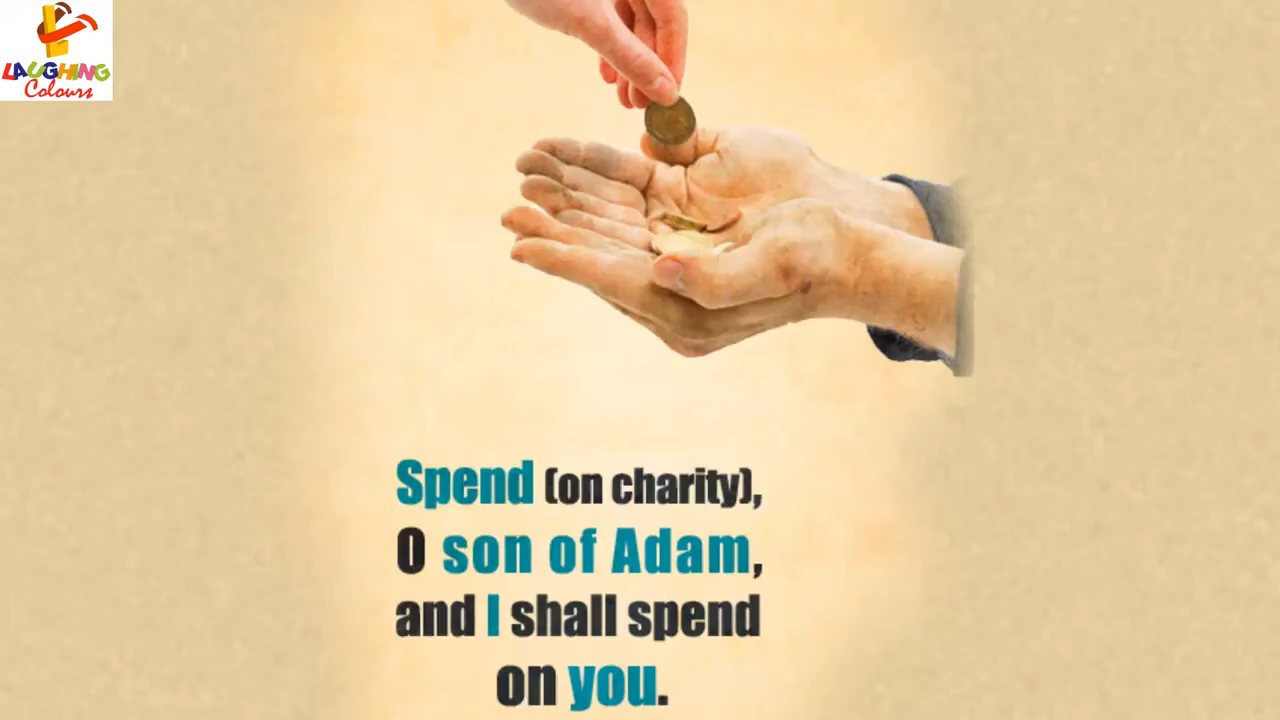 LAUGHING
Colours
Spend (on charity),
O son of Adam,
and I shall spend
on you.